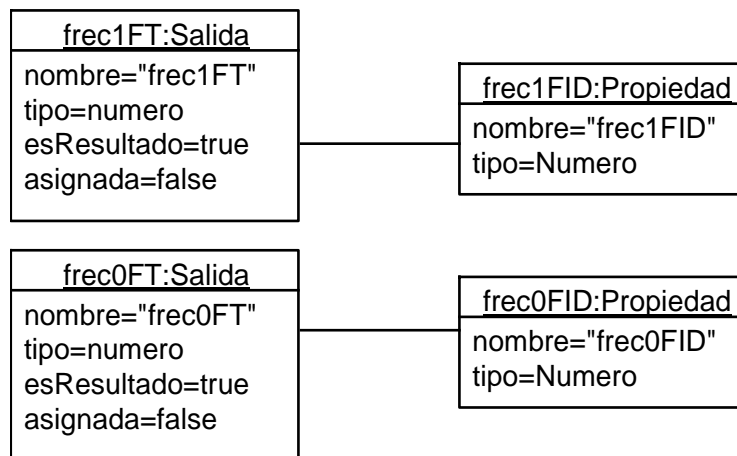 frec1FT:Salida
nombre="frec1FT"
tipo=numero
esResultado=true
asignada=false
frec1FID:Propiedad
nombre="frec1FID"
tipo=Numero
frec0FT:Salida
nombre="frec0FT"
tipo=numero
esResultado=true
asignada=false
frec0FID:Propiedad
nombre="frec0FID"
tipo=Numero